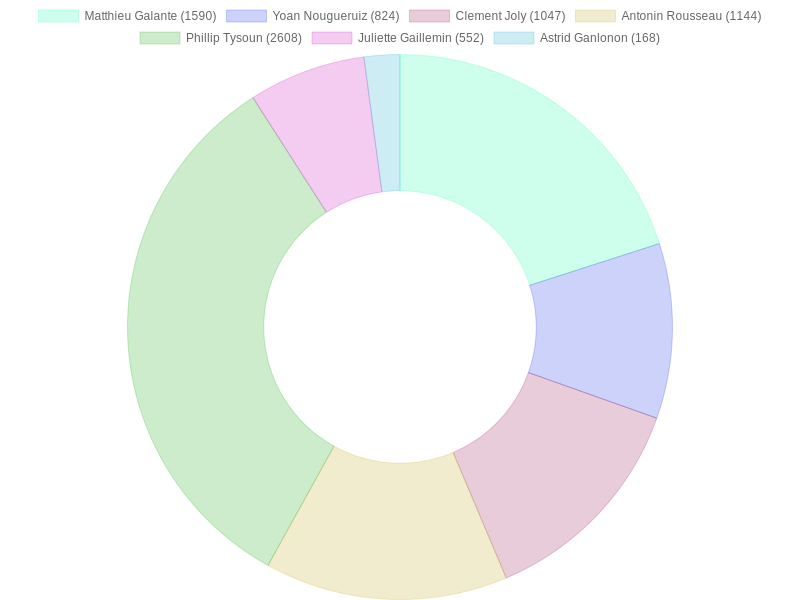 Matthieu Galante (1590) Yoan Nougueruiz (824) Clement Joly (1047) Antonin Rousseau (1144)
Phillip Tysoun (2608) Juliette Gaillemin (552) Astrid Ganlonon (168)